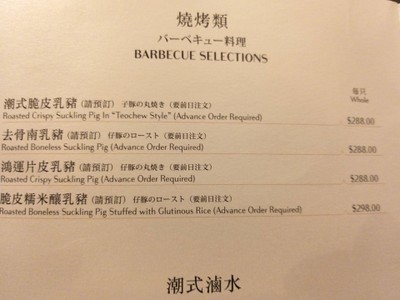 燒烤類
バーベキュー料理
BARBECUE SELECTIONS
每只
Whole
潮式脆皮乳豬 (請預訂) 子豚の丸焼き (要前日注文)
Roasted Crispy Suckling Pig In "Teochew Style" (Advance Order Required) $288.00
去骨南乳豬 (請預訂) 仔豚のロースト (要前日注文)
Roasted Boneless Suckling Pig (Advance Order Required) $288.00
鴻運片皮乳豬 (請預訂) 仔豚の丸焼き (要前日注文)
Roasted Crispy Suckling Pig (Advance Order Required) $288.00
脆皮糯米釀乳豬 (請預訂) 仔豚のロースト (要前日注文)
Roasted Boneless Suckling Pig Stuffed with Glutinous Rice (Advance Order Required) $298.00
潮式滷水